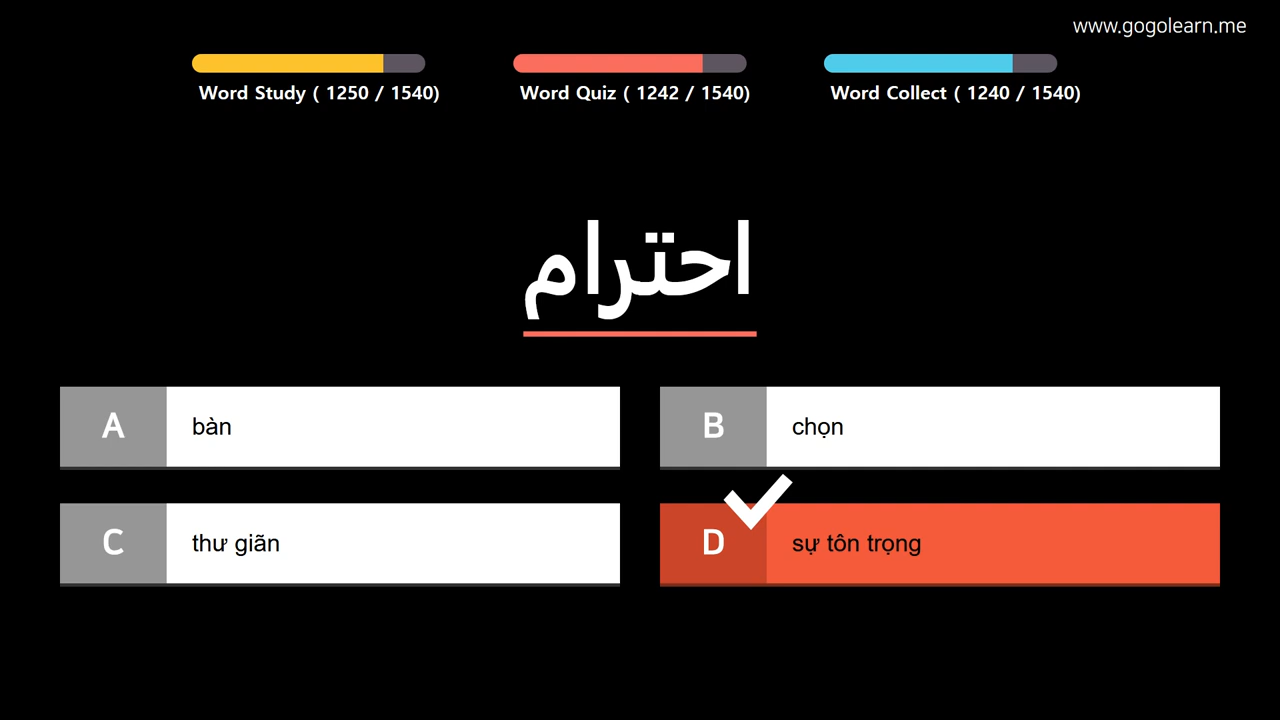 www.gogolearn.me
Word Study ( 1250 / 1540)
Word Quiz ( 1242 / 1540)
Word Collect ( 1240 / 1540)
احترام
A
bàn
B
chọn
C
thư giãn
D
sự tôn trọng